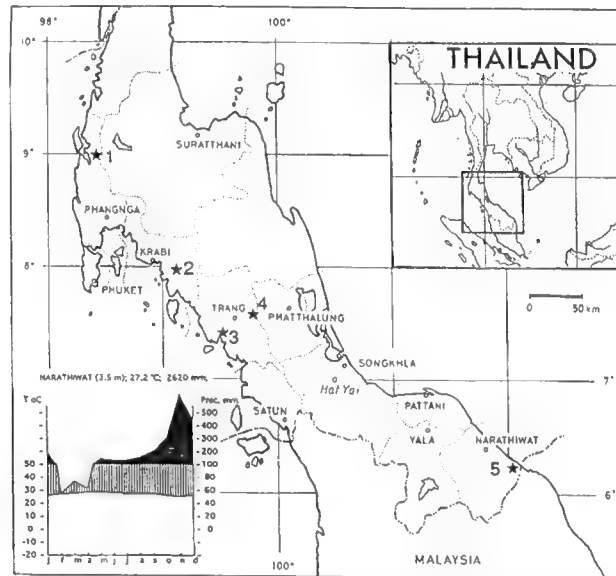 98°
100°
10°
THAILAND
SURATTHANI
9°
★1
PHANGNGA
KRABI
8°
★2
PHUKET
TRANG
4
★
PHATTHALUNG
★
3
0 50 km
SONGKHLA
7°
Hat Yai
NARATHIWAT (3.5 m); 27.2 °C; 2620 mm;
PATTANI
T °C
Prec. mm
SATUN
YALA
NARATHIWAT
500
400
300
200
50 100
40 80
30 60
20 40
10 20
0 0
-10
-20
5★
6°
j f m a m j j a s o n d
100°
MALAYSIA